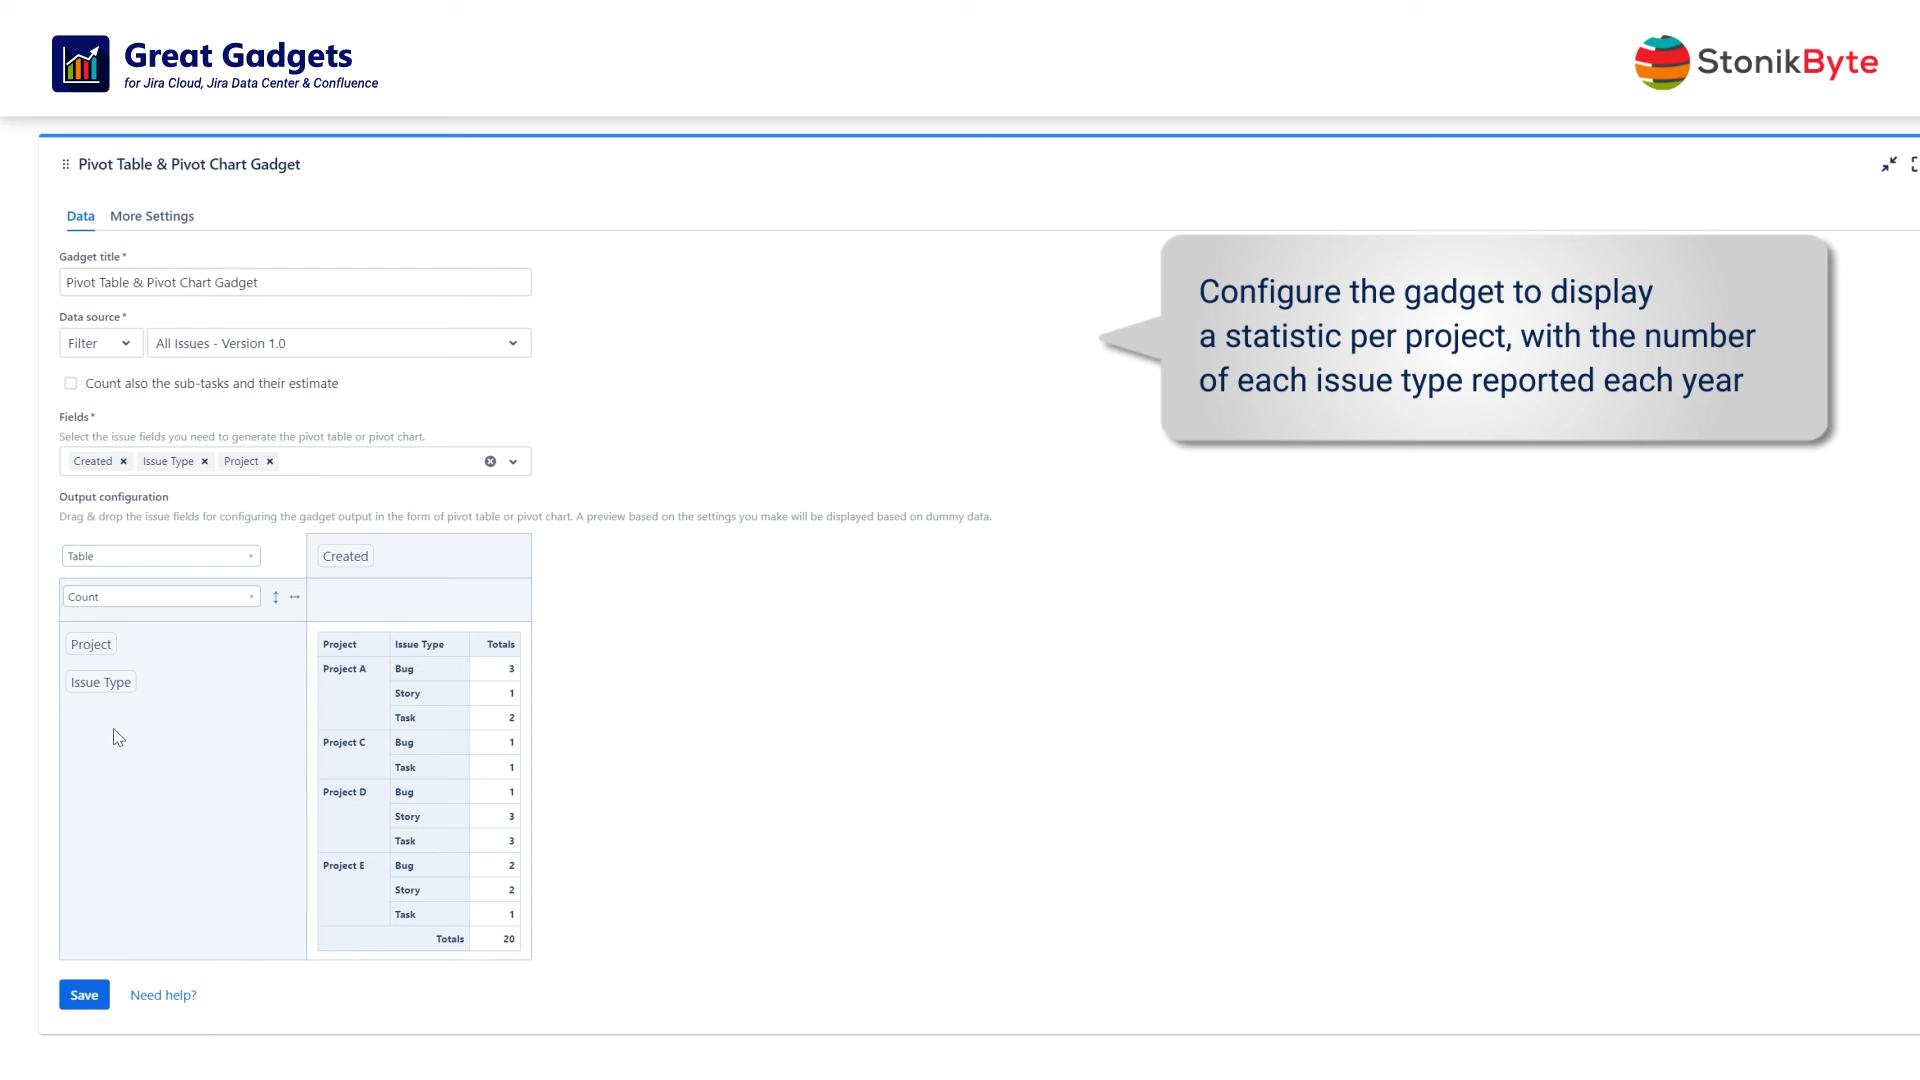 Great Gadgets
for Jira Cloud, Jira Data Center & Confluence
StonikByte
Pivot Table & Pivot Chart Gadget
Data More Settings
Gadget title *
Pivot Table & Pivot Chart Gadget
Data source *
Filter All Issues - Version 1.0
Count also the sub-tasks and their estimate
Configure the gadget to display
a statistic per project, with the number
of each issue type reported each year
Fields *
Select the issue fields you need to generate the pivot table or pivot chart.
Created Issue Type Project
Output configuration
Drag & drop the issue fields for configuring the gadget output in the form of pivot table or pivot chart. A preview based on the settings you make will be displayed based on dummy data.
Table Created
Count
Project
Issue Type
Project Issue Type Totals
Project A Bug 3
Story 1
Task 2
Project C Bug 1
Task 1
Project D Bug 1
Story 3
Task 3
Project E Bug 2
Story 2
Task 1
Totals 20
Save Need help?